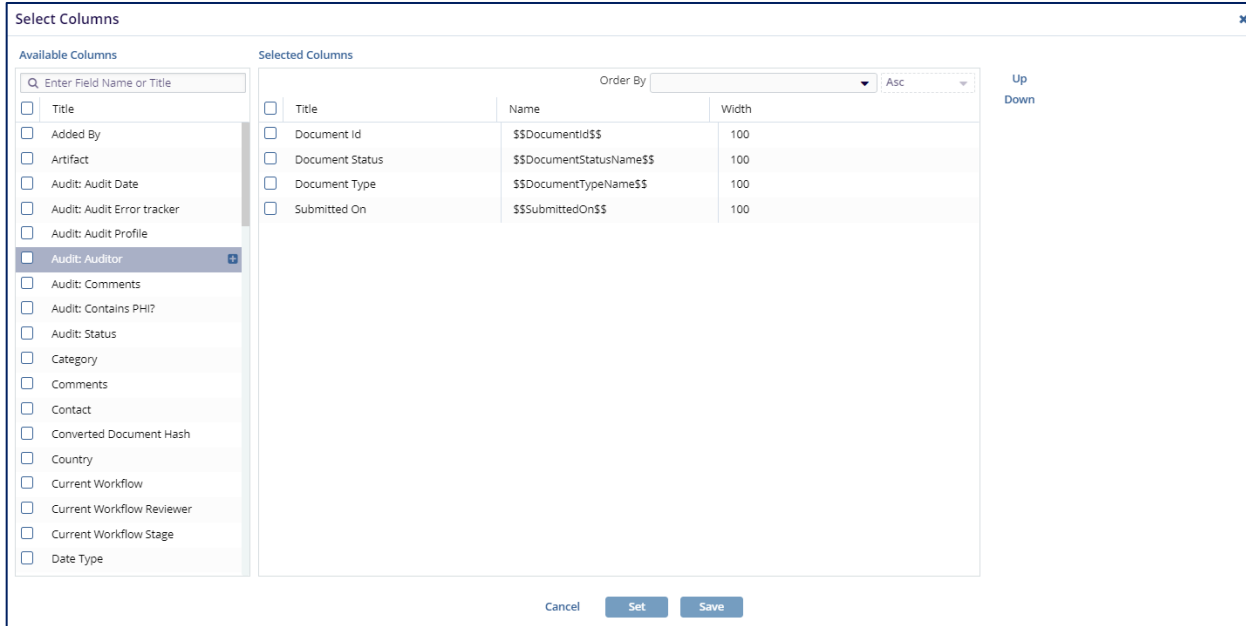 Select Columns
Available Columns
Selected Columns
Enter Field Name or Title
Order By
Asc
Up
Down
Title
Title Name Width
Added By
Document Id $$DocumentId$$ 100
Artifact
Document Status $$DocumentStatusName$$ 100
Audit: Audit Date
Document Type $$DocumentTypeName$$ 100
Audit: Audit Error tracker
Submitted On $$SubmittedOn$$ 100
Audit: Audit Profile
Audit: Auditor
Audit: Comments
Audit: Contains PHI?
Audit: Status
Category
Comments
Contact
Converted Document Hash
Country
Current Workflow
Current Workflow Reviewer
Current Workflow Stage
Date Type
Cancel Set Save